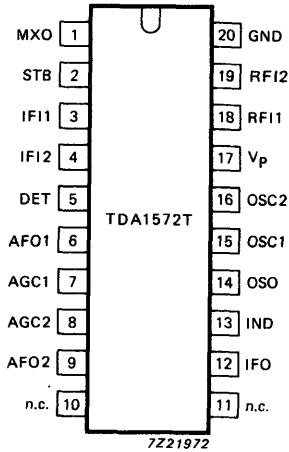 MXO 1 20 GND
STB 2 19 RFI2
IFI1 3 18 RFI1
IFI2 4 17 Vp
DET 5 16 OSC2
TDA1572T
AFO1 6 15 OSC1
AGC1 7 14 OSO
AGC2 8 13 IND
AFO2 9 12 IFO
n.c. 10 11 n.c.
7Z21972